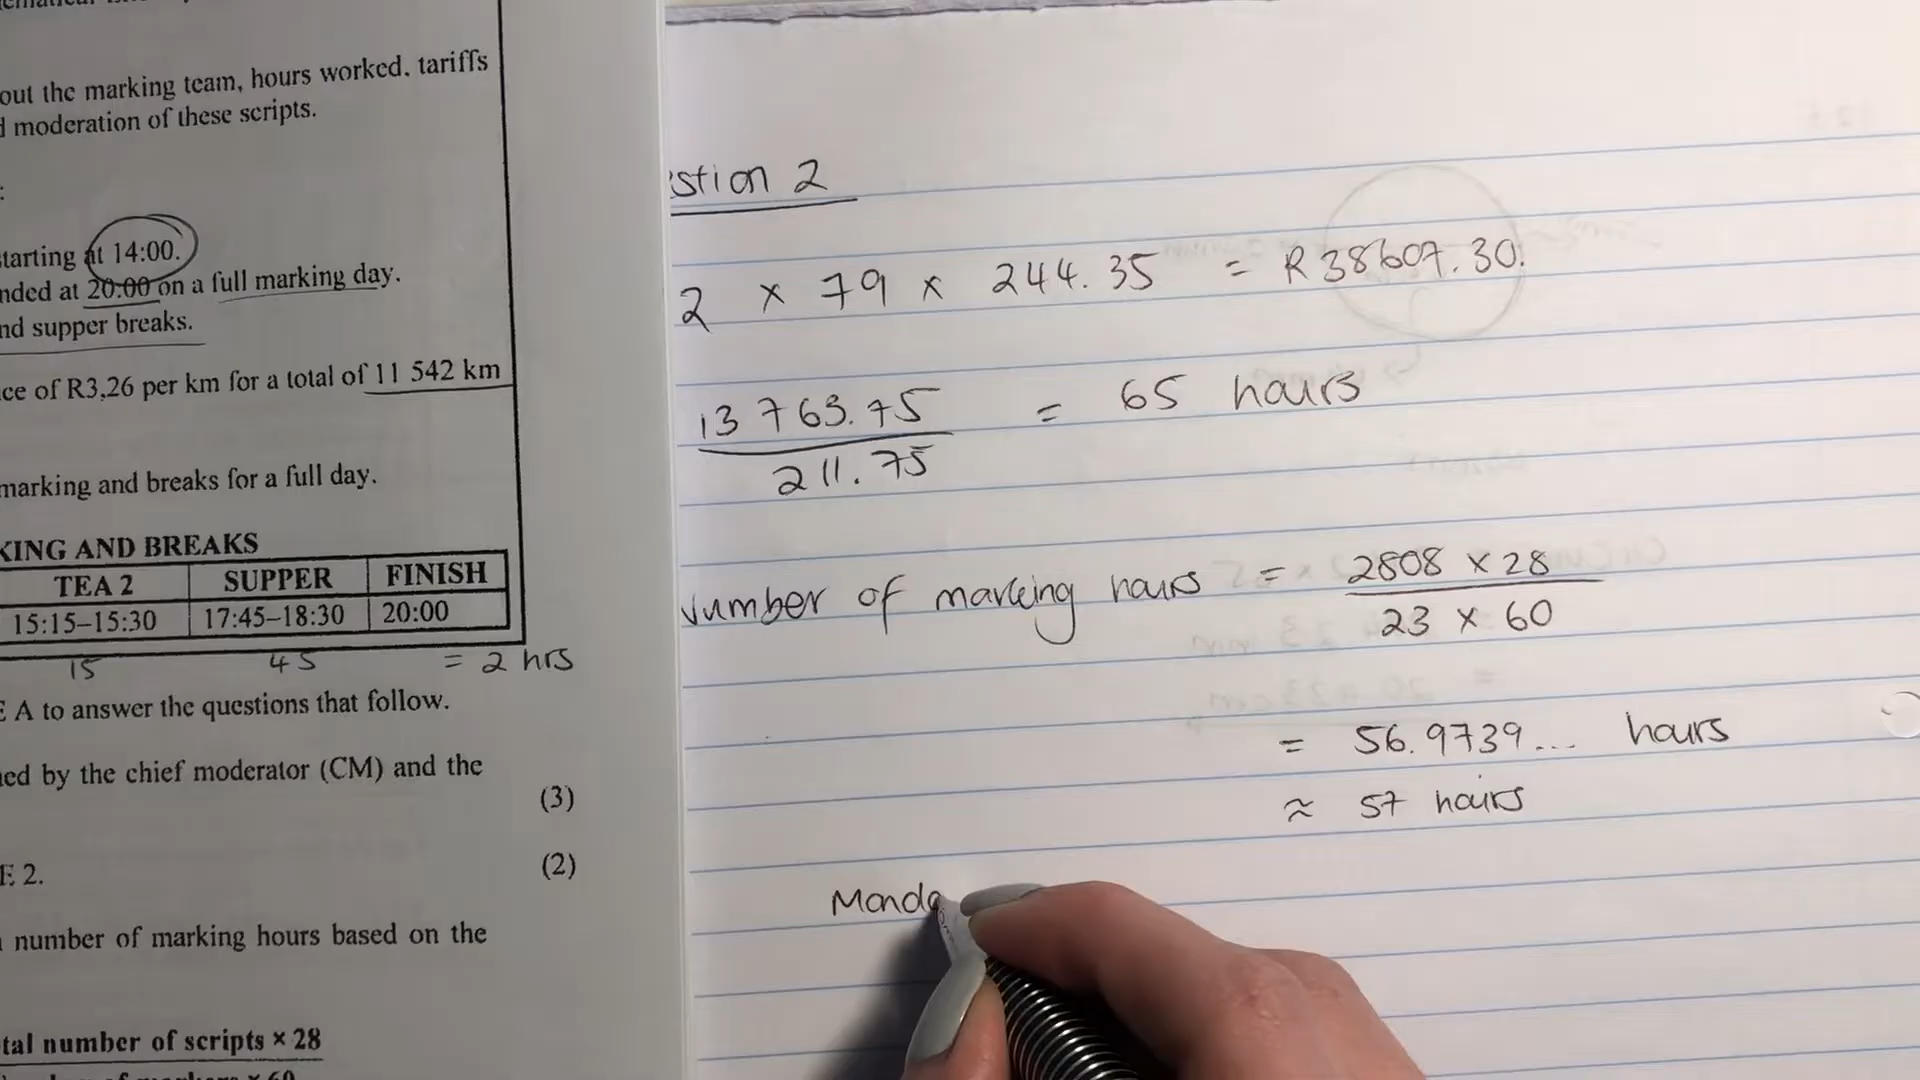 out the marking team, hours worked. tariffs
d moderation of these scripts.
:
starting at 14:00.
nded at 20:00 on a full marking day.
nd supper breaks.
ce of R3,26 per km for a total of 11 542 km
marking and breaks for a full day.
KING AND BREAKS
TEA 2 SUPPER FINISH
15:15–15:30 17:45–18:30 20:00
15 45 = 2 hrs
E A to answer the questions that follow.
ned by the chief moderator (CM) and the
(3)
E 2. (2)
number of marking hours based on the
tal number of scripts × 28
stion 2
2 × 79 × 244.35 = R38607.30.
13 763.75 = 65 hours
211.75
Number of marking hours = 2808 × 28
23 × 60
= 56.9739... hours
≈ 57 hours
Monda